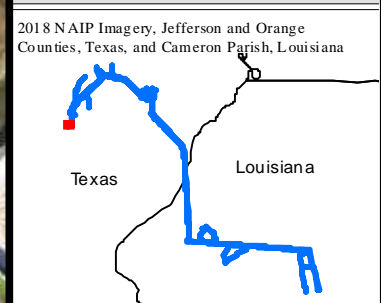 2018 NAIP Imagery, Jefferson and Orange
Counties, Texas, and Cameron Parish, Louisiana
Louisiana
Texas